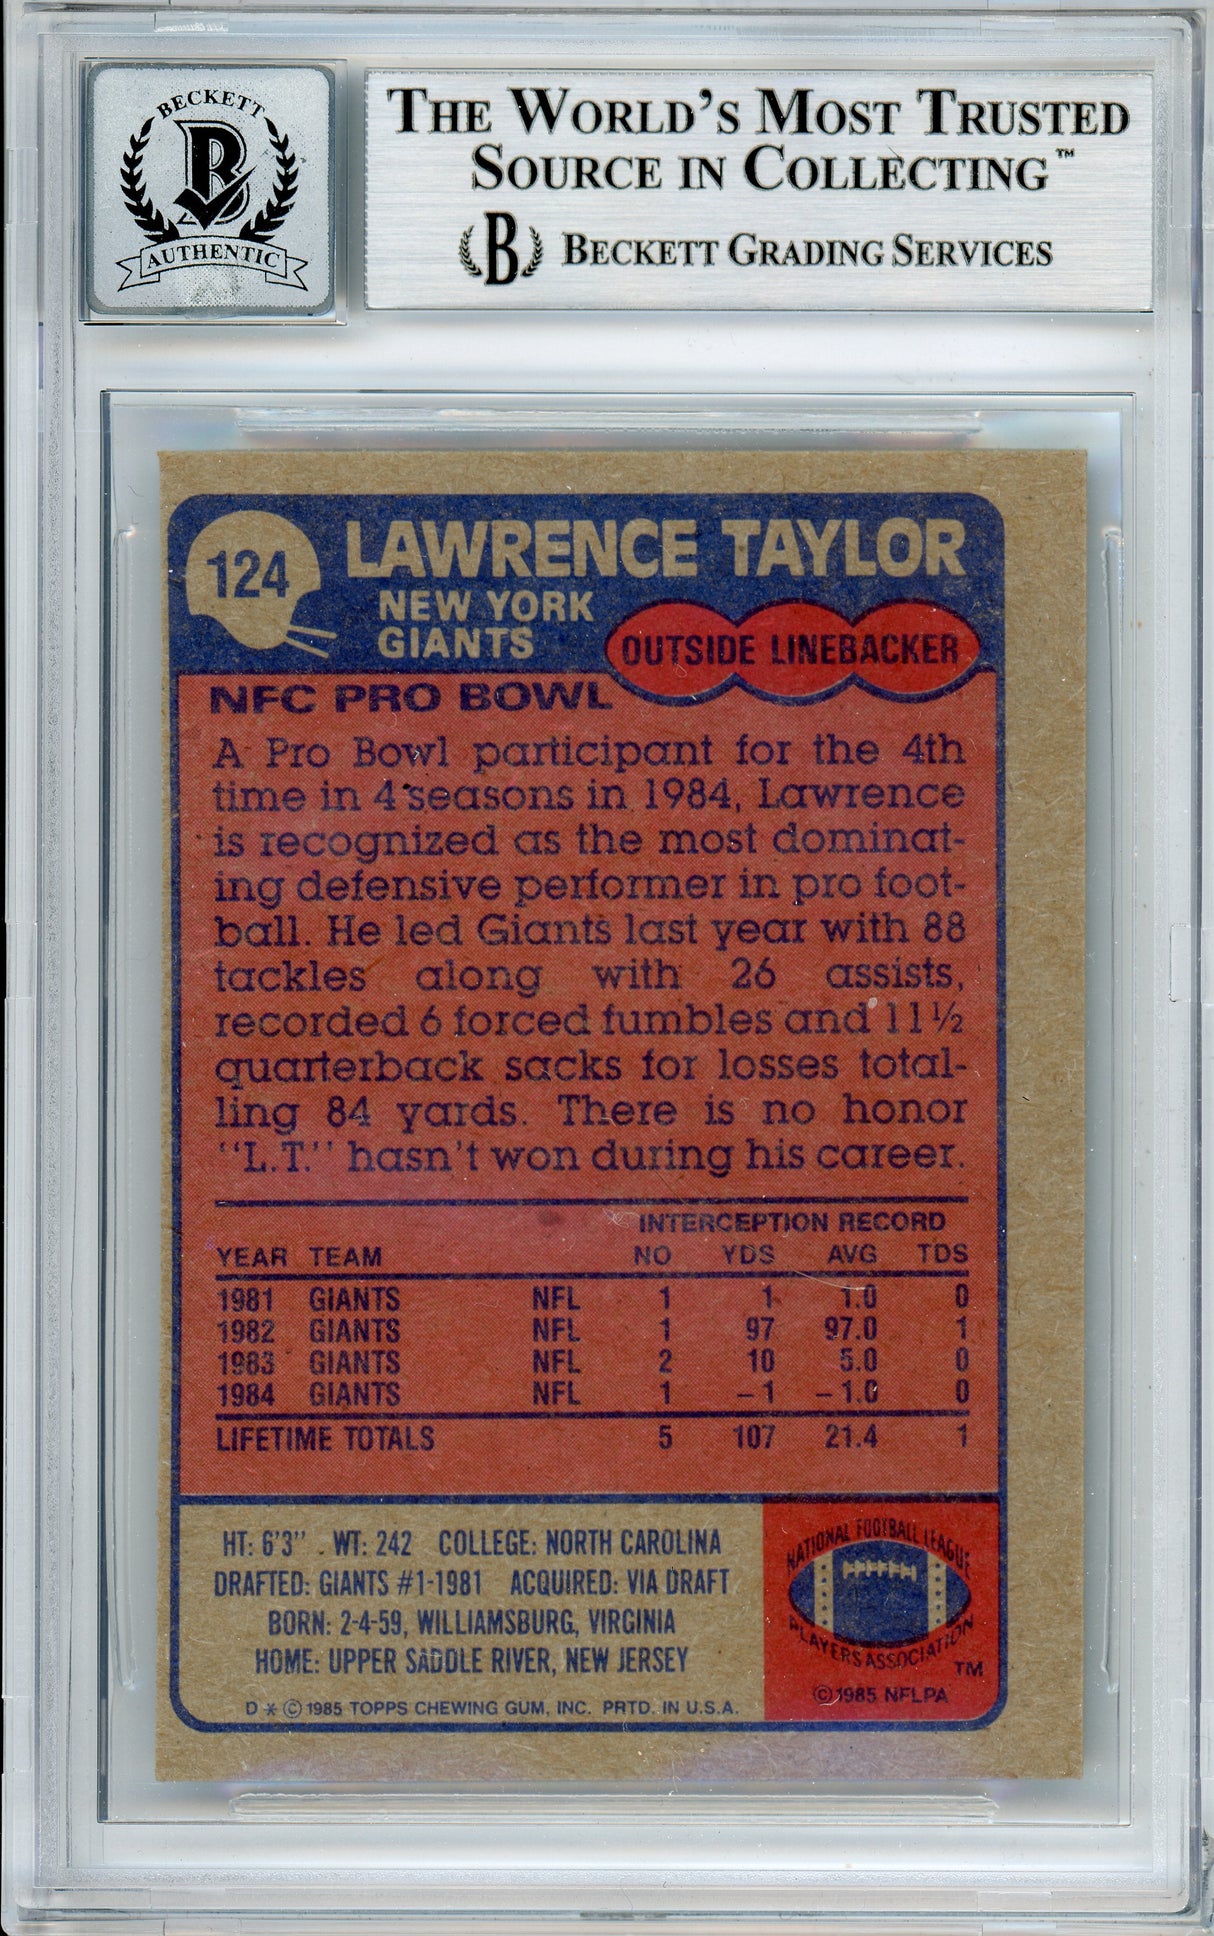 BECKETT
B
AUTHENTIC
THE WORLD'S MOST TRUSTED
SOURCE IN COLLECTING™
B BECKETT GRADING SERVICES
124
LAWRENCE TAYLOR
NEW YORK
GIANTS
OUTSIDE LINEBACKER
NFC PRO BOWL
A Pro Bowl participant for the 4th
time in 4 seasons in 1984, Lawrence
is recognized as the most dominat-
ing defensive performer in pro foot-
ball. He led Giants last year with 88
tackles along with 26 assists,
recorded 6 forced fumbles and 11½
quarterback sacks for losses total-
ling 84 yards. There is no honor
"L.T." hasn't won during his career.
INTERCEPTION RECORD
YEAR TEAM NO YDS AVG TDS
1981 GIANTS NFL 1 1 1.0 0
1982 GIANTS NFL 1 97 97.0 1
1983 GIANTS NFL 2 10 5.0 0
1984 GIANTS NFL 1 –1 –1.0 0
LIFETIME TOTALS 5 107 21.4 1
HT: 6'3" WT: 242 COLLEGE: NORTH CAROLINA
DRAFTED: GIANTS #1-1981 ACQUIRED: VIA DRAFT
BORN: 2-4-59, WILLIAMSBURG, VIRGINIA
HOME: UPPER SADDLE RIVER, NEW JERSEY
D * © 1985 TOPPS CHEWING GUM, INC. PRTD. IN U.S.A.
NATIONAL FOOTBALL LEAGUE
PLAYERS ASSOCIATION
TM
© 1985 NFLPA